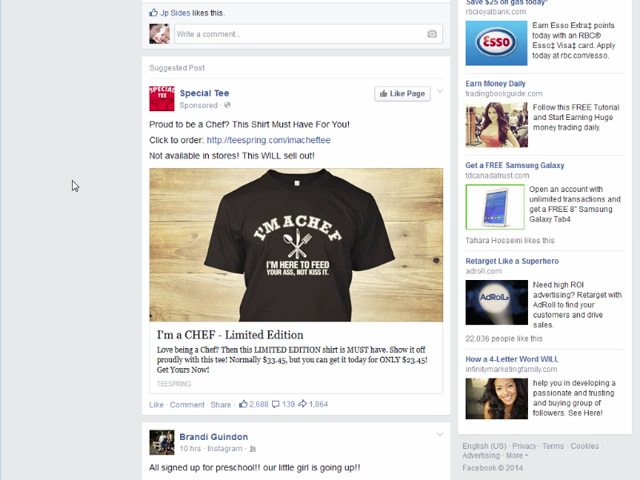 Jp Sides likes this.
Write a comment...
Suggested Post
SPECIAL
TEE
Special Tee
Sponsored ·
Like Page
Proud to be a Chef? This Shirt Must Have For You!
Click to order: http://teespring.com/imacheftee
Not available in stores! This WILL sell out!
I'M A CHEF
I'M HERE TO FEED
YOUR ASS, NOT KISS IT.
I'm a CHEF - Limited Edition
Love being a Chef? Then this LIMITED EDITION shirt is MUST have. Show it off
proudly with this tee! Normally $33.45, but you can get it today for ONLY $23.45!
Get Yours Now!
TEESPRING
Like · Comment · Share · 2,688 139 1,864
Brandi Guindon
10 hrs · Instagram ·
All signed up for preschool!! our little girl is going up!!
Save $25 on gas today*
rbcroyalbank.com
Esso
Earn Esso Extra‡ points
today with an RBC®
Esso‡ Visa‡ card. Apply
today at rbc.com/esso.
Earn Money Daily
tradingbookguide.com
Follow this FREE Tutorial
and Start Earning Huge
money trading daily.
Get a FREE Samsung Galaxy
tdcanadatrust.com
Open an account with
unlimited transactions and
get a FREE 8" Samsung
Galaxy Tab4
Tahara Hosseini likes this
Retarget Like a Superhero
adroll.com
AdRoll
Need high ROI
advertising? Retarget with
AdRoll to find your
customers and drive
sales.
22,036 people like this
How a 4-Letter Word WILL
infinitymarketingfamily.com
help you in developing a
passionate and trusting
and buying group of
followers. See Here!
English (US) · Privacy · Terms · Cookies ·
Advertising · More
Facebook © 2014